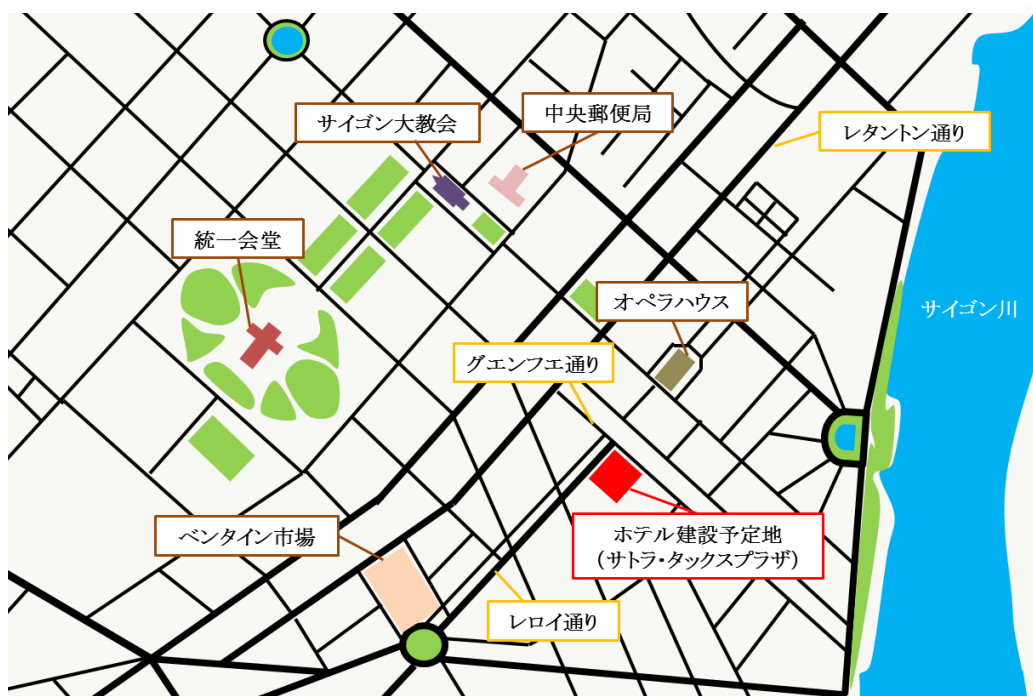 中央郵便局
サイゴン大教会
レタントン通り
統一会堂
オペラハウス
サイゴン川
グエンフエ通り
ベンタイン市場
ホテル建設予定地
(サトラ・タックスプラザ)
レロイ通り